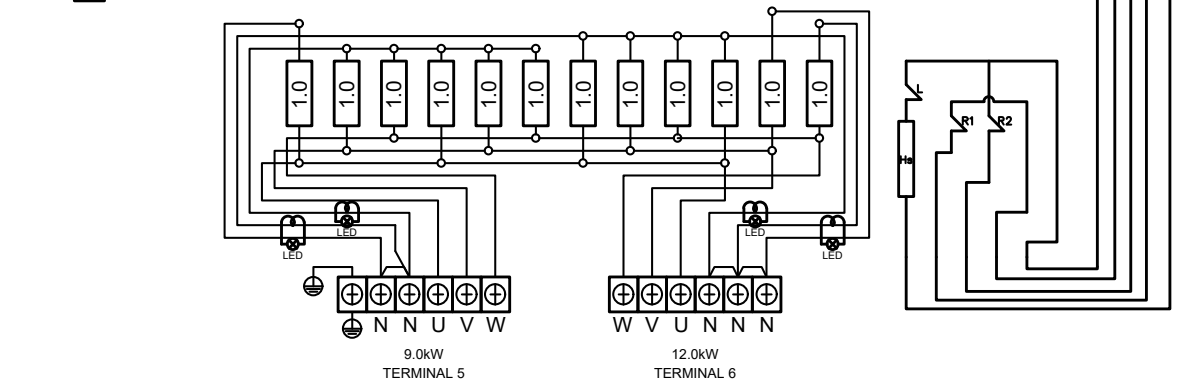 1.0 1.0 1.0 1.0 1.0 1.0 1.0 1.0 1.0 1.0 1.0 1.0
L
R1 R2
Ha
LED LED LED LED
N N U V W W V U N N N
9.0kW 12.0kW
TERMINAL 5 TERMINAL 6